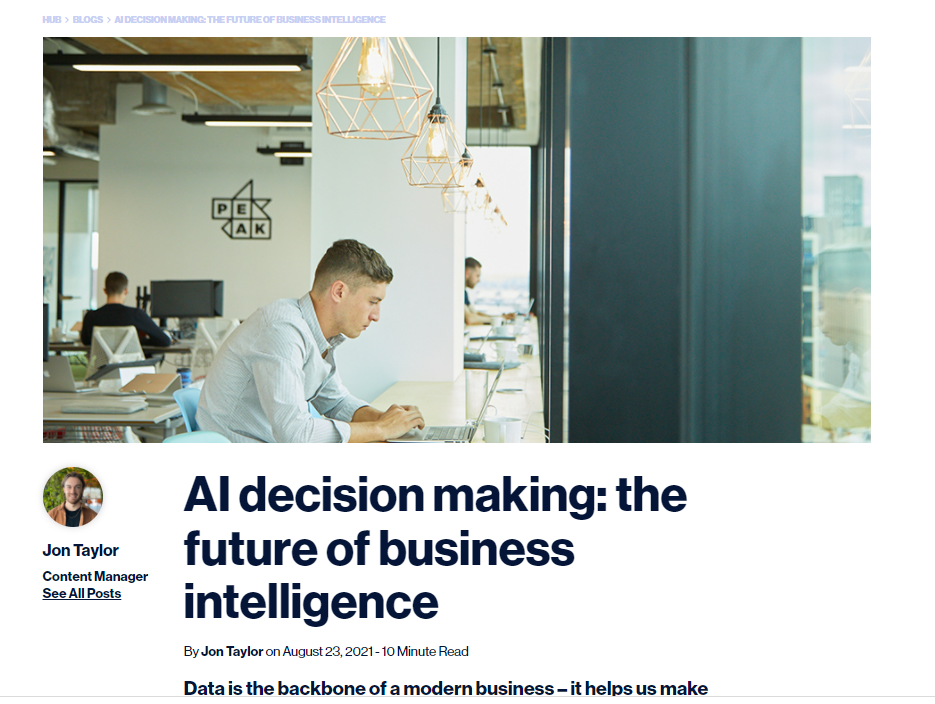 HUB > BLOGS > AI DECISION MAKING: THE FUTURE OF BUSINESS INTELLIGENCE
PE
AK
Jon Taylor
Content Manager
See All Posts
AI decision making: the
future of business
intelligence
By Jon Taylor on August 23, 2021 - 10 Minute Read
Data is the backbone of a modern business – it helps us make